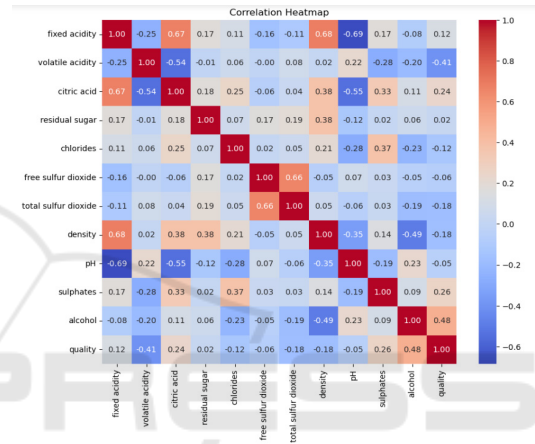 Correlation Heatmap
fixed acidity 1.00 -0.25 0.67 0.17 0.11 -0.16 -0.11 0.68 -0.69 0.17 -0.08 0.12
volatile acidity -0.25 1.00 -0.54 -0.01 0.06 -0.00 0.08 0.02 0.22 -0.28 -0.20 -0.41
citric acid 0.67 -0.54 1.00 0.18 0.25 -0.06 0.04 0.38 -0.55 0.33 0.11 0.24
residual sugar 0.17 -0.01 0.18 1.00 0.07 0.17 0.19 0.38 -0.12 0.02 0.06 0.02
chlorides 0.11 0.06 0.25 0.07 1.00 0.02 0.05 0.21 -0.28 0.37 -0.23 -0.12
free sulfur dioxide -0.16 -0.00 -0.06 0.17 0.02 1.00 0.66 -0.05 0.07 0.03 -0.05 -0.06
total sulfur dioxide -0.11 0.08 0.04 0.19 0.05 0.66 1.00 0.05 -0.06 0.03 -0.19 -0.18
density 0.68 0.02 0.38 0.38 0.21 -0.05 0.05 1.00 -0.35 0.14 -0.49 -0.18
pH -0.69 0.22 -0.55 -0.12 -0.28 0.07 -0.06 -0.35 1.00 -0.19 0.23 -0.05
sulphates 0.17 -0.28 0.33 0.02 0.37 0.03 0.03 0.14 -0.19 1.00 0.09 0.26
alcohol -0.08 -0.20 0.11 0.06 -0.23 -0.05 -0.19 -0.49 0.23 0.09 1.00 0.48
quality 0.12 -0.41 0.24 0.02 -0.12 -0.06 -0.18 -0.18 -0.05 0.26 0.48 1.00
fixed acidity
volatile acidity
citric acid
residual sugar
chlorides
free sulfur dioxide
total sulfur dioxide
density
pH
sulphates
alcohol
quality
1.0
0.8
0.6
0.4
0.2
0.0
-0.2
-0.4
-0.6
PRESS